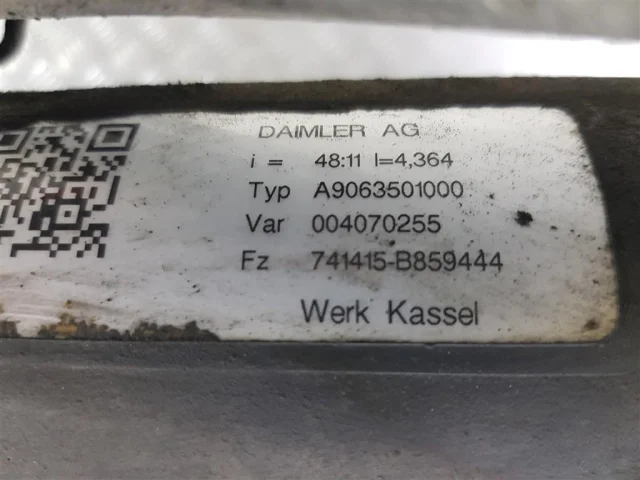 DAIMLER AG
i = 48:11 I=4,364
Typ A9063501000
Var 004070255
Fz 741415-B859444
Werk Kassel